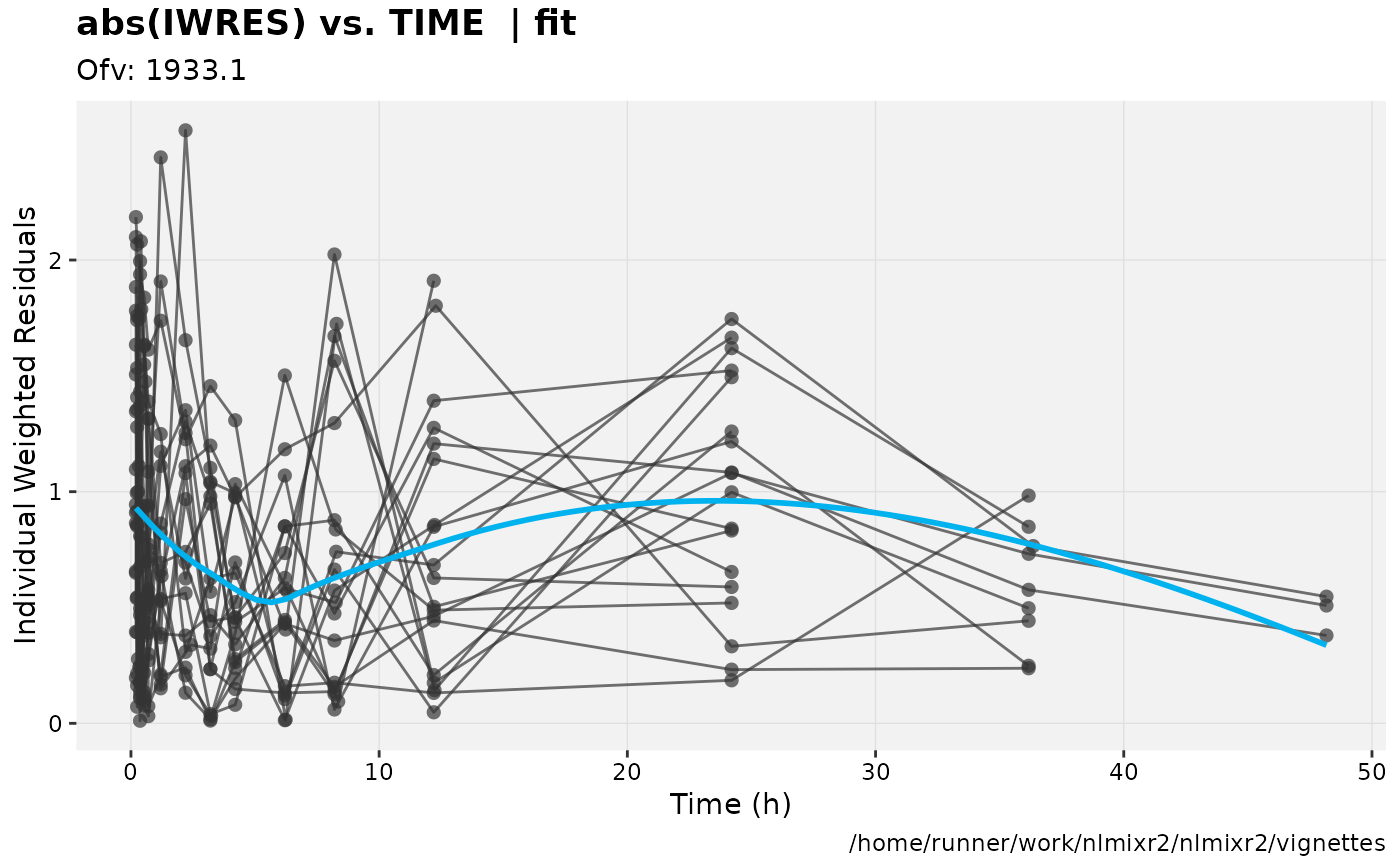 abs(IWRES) vs. TIME | fit
Ofv: 1933.1
Individual Weighted Residuals
2
1
0
0 10 20 30 40 50
Time (h)
/home/runner/work/nlmixr2/nlmixr2/vignettes